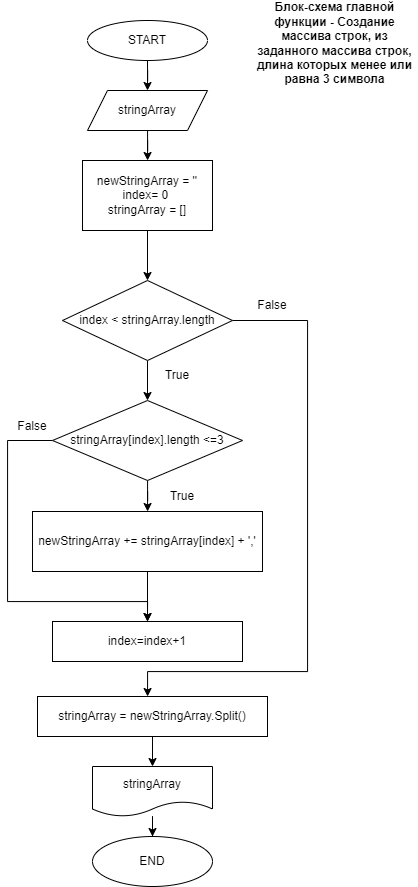 Блок-схема главной
функции - Создание
массива строк, из
заданного массива строк,
длина которых менее или
равна 3 символа
START
stringArray
newStringArray = ''
index= 0
stringArray = []
index < stringArray.length
False
True
stringArray[index].length <=3
False
True
newStringArray += stringArray[index] + ','
index=index+1
stringArray = newStringArray.Split()
stringArray
END